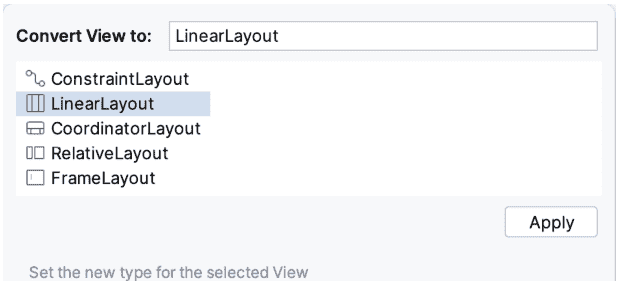 Convert View to: LinearLayout
ConstraintLayout
LinearLayout
CoordinatorLayout
RelativeLayout
FrameLayout
Apply
Set the new type for the selected View